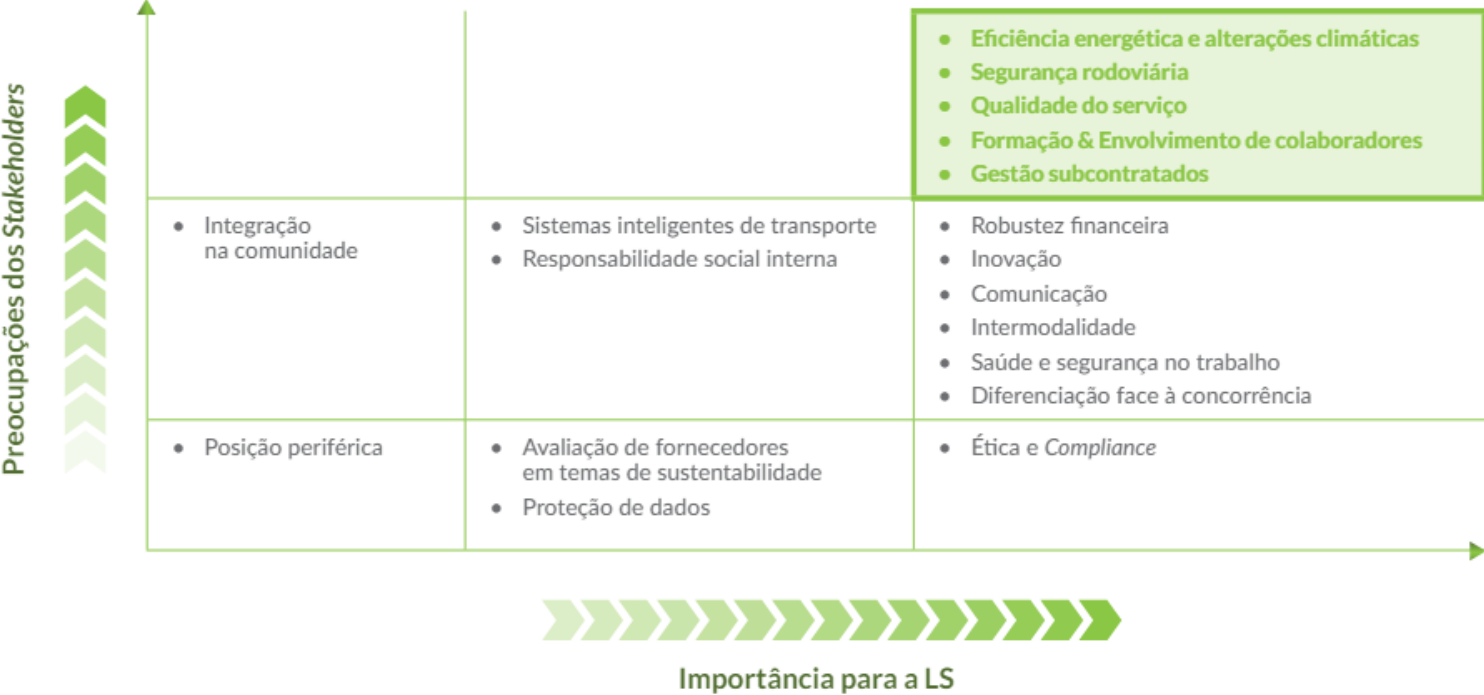 Preocupações dos Stakeholders
• Eficiência energética e alterações climáticas
• Segurança rodoviária
• Qualidade do serviço
• Formação & Envolvimento de colaboradores
• Gestão subcontratados
• Integração
na comunidade
• Sistemas inteligentes de transporte
• Responsabilidade social interna
• Robustez financeira
• Inovação
• Comunicação
• Intermodalidade
• Saúde e segurança no trabalho
• Diferenciação face à concorrência
• Posição periférica
• Avaliação de fornecedores
em temas de sustentabilidade
• Proteção de dados
• Ética e Compliance
Importância para a LS